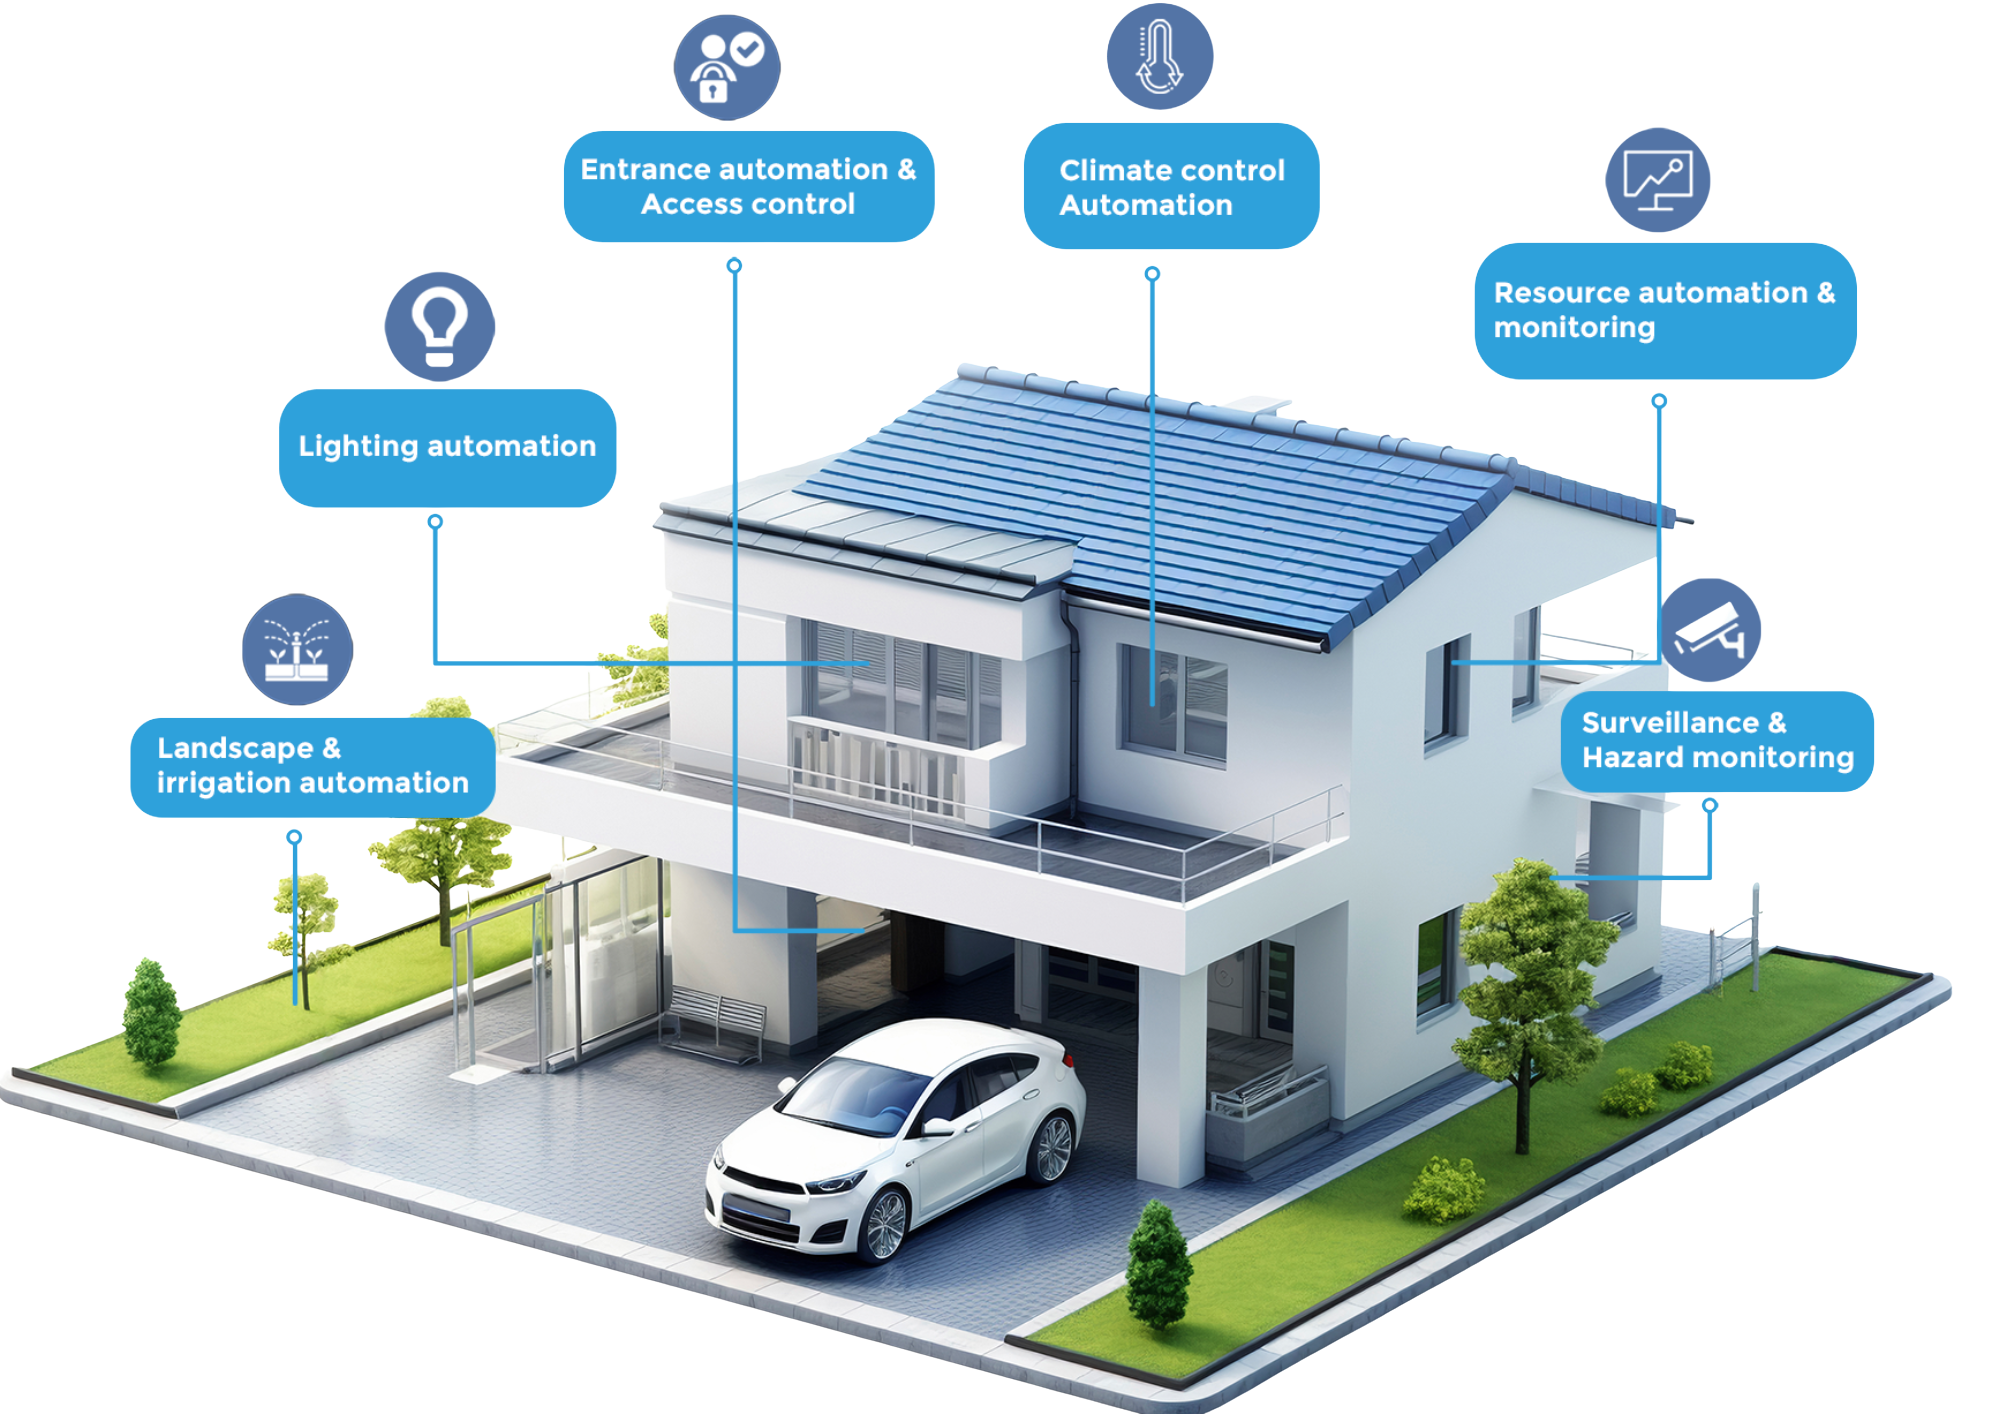 Entrance automation &
Access control
Climate control
Automation
Resource automation &
monitoring
Lighting automation
Landscape &
irrigation automation
Surveillance &
Hazard monitoring